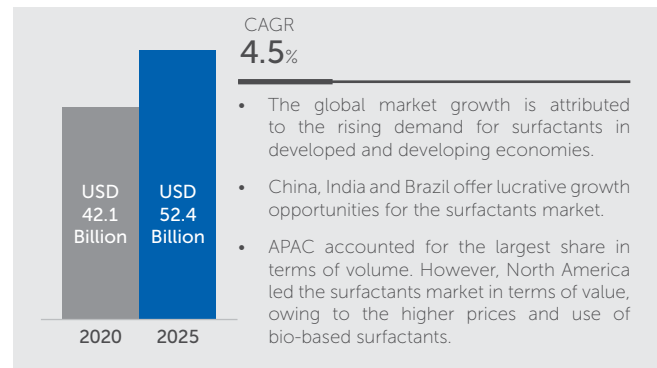 CAGR
4.5%
• The global market growth is attributed
to the rising demand for surfactants in
developed and developing economies.
• China, India and Brazil offer lucrative growth
opportunities for the surfactants market.
• APAC accounted for the largest share in
terms of volume. However, North America
led the surfactants market in terms of value,
owing to the higher prices and use of
bio-based surfactants.
USD
42.1
Billion
USD
52.4
Billion
2020
2025